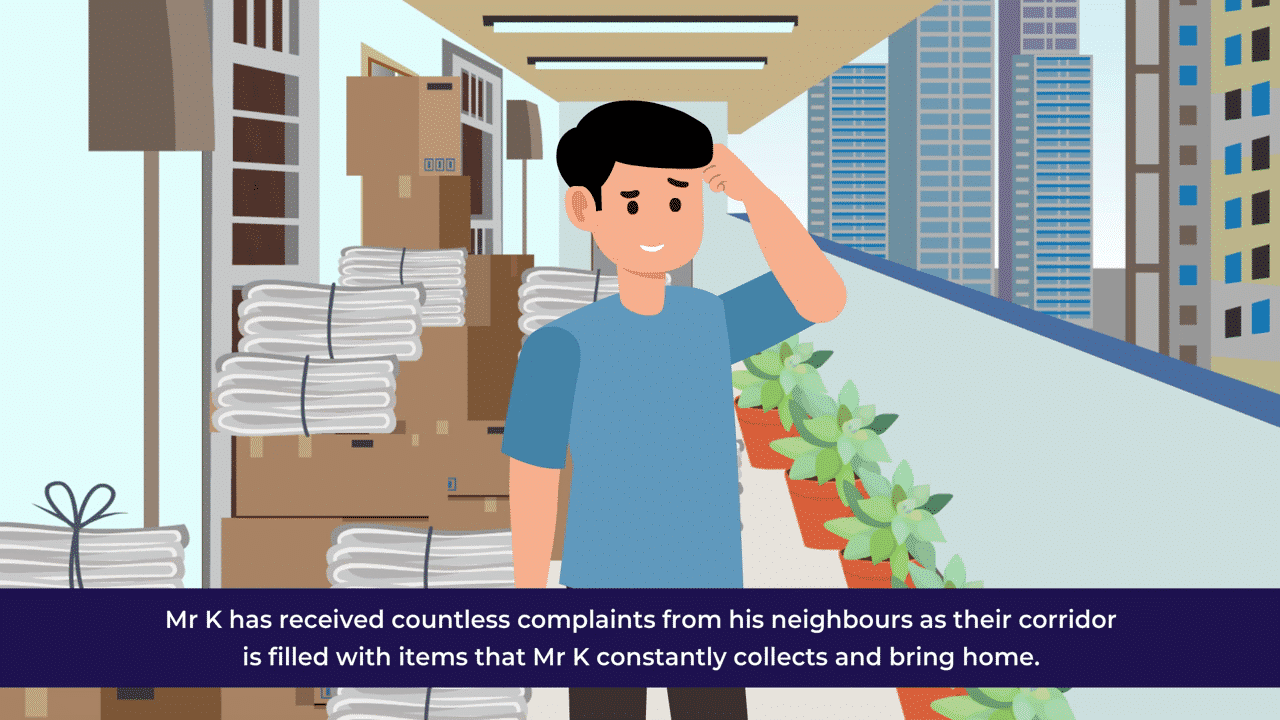 Mr K has received countless complaints from his neighbours as their corridor
is filled with items that Mr K constantly collects and bring home.